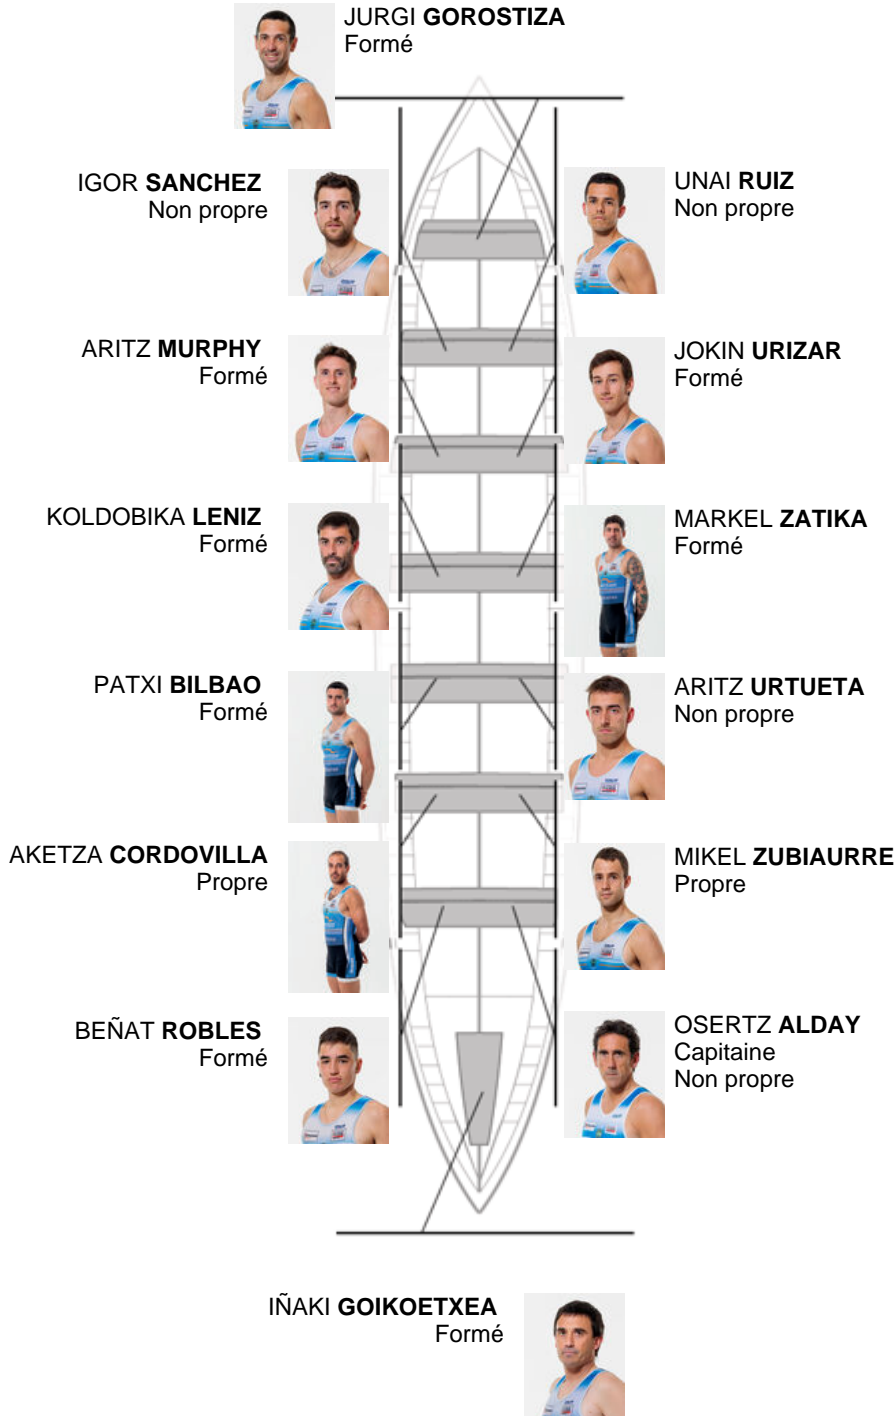 JURGI GOROSTIZA
Formé
IGOR SANCHEZ
Non propre
UNAI RUIZ
Non propre
ARITZ MURPHY
Formé
JOKIN URIZAR
Formé
KOLDOBIKA LENIZ
Formé
MARKEL ZATIKA
Formé
PATXI BILBAO
Formé
ARITZ URTUETA
Non propre
AKETZA CORDOVILLA
Propre
MIKEL ZUBIAURRE
Propre
BEÑAT ROBLES
Formé
OSERTZ ALDAY
Capitaine
Non propre
IÑAKI GOIKOETXEA
Formé